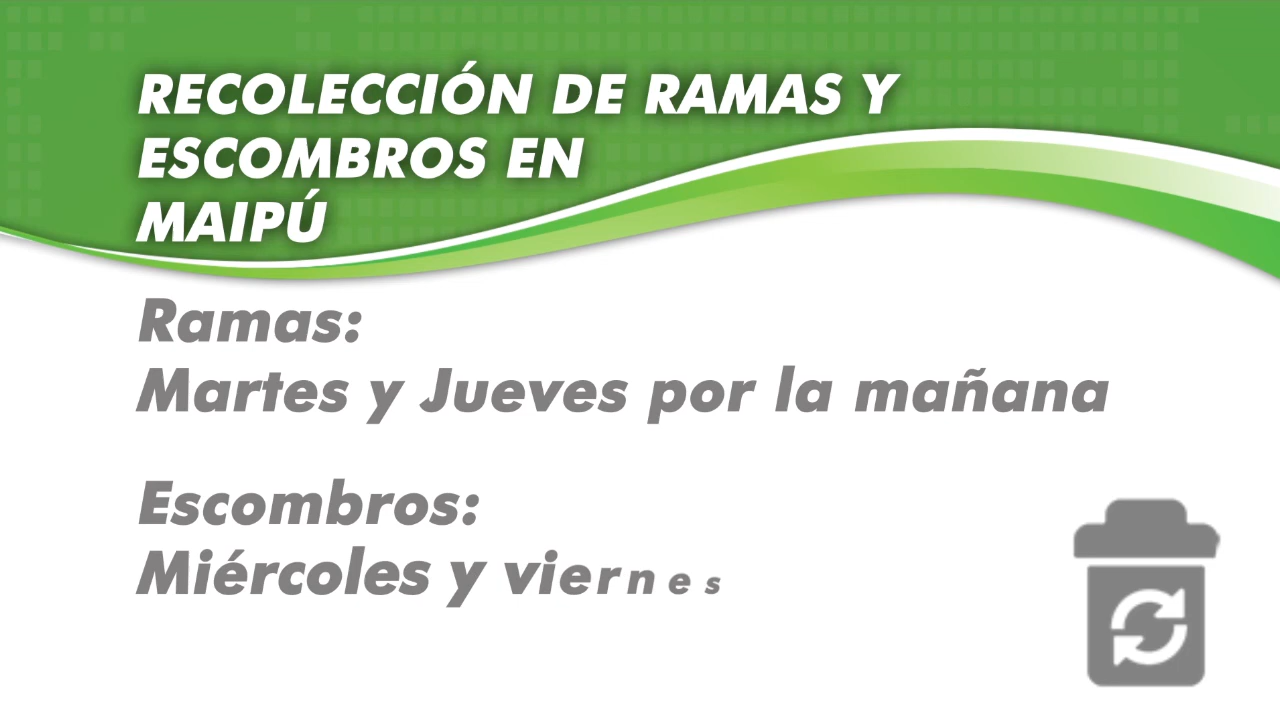 RECOLECCIÓN DE RAMAS Y
ESCOMBROS EN
MAIPÚ
Ramas:
Martes y Jueves por la mañana
Escombros:
Miércoles y viernes